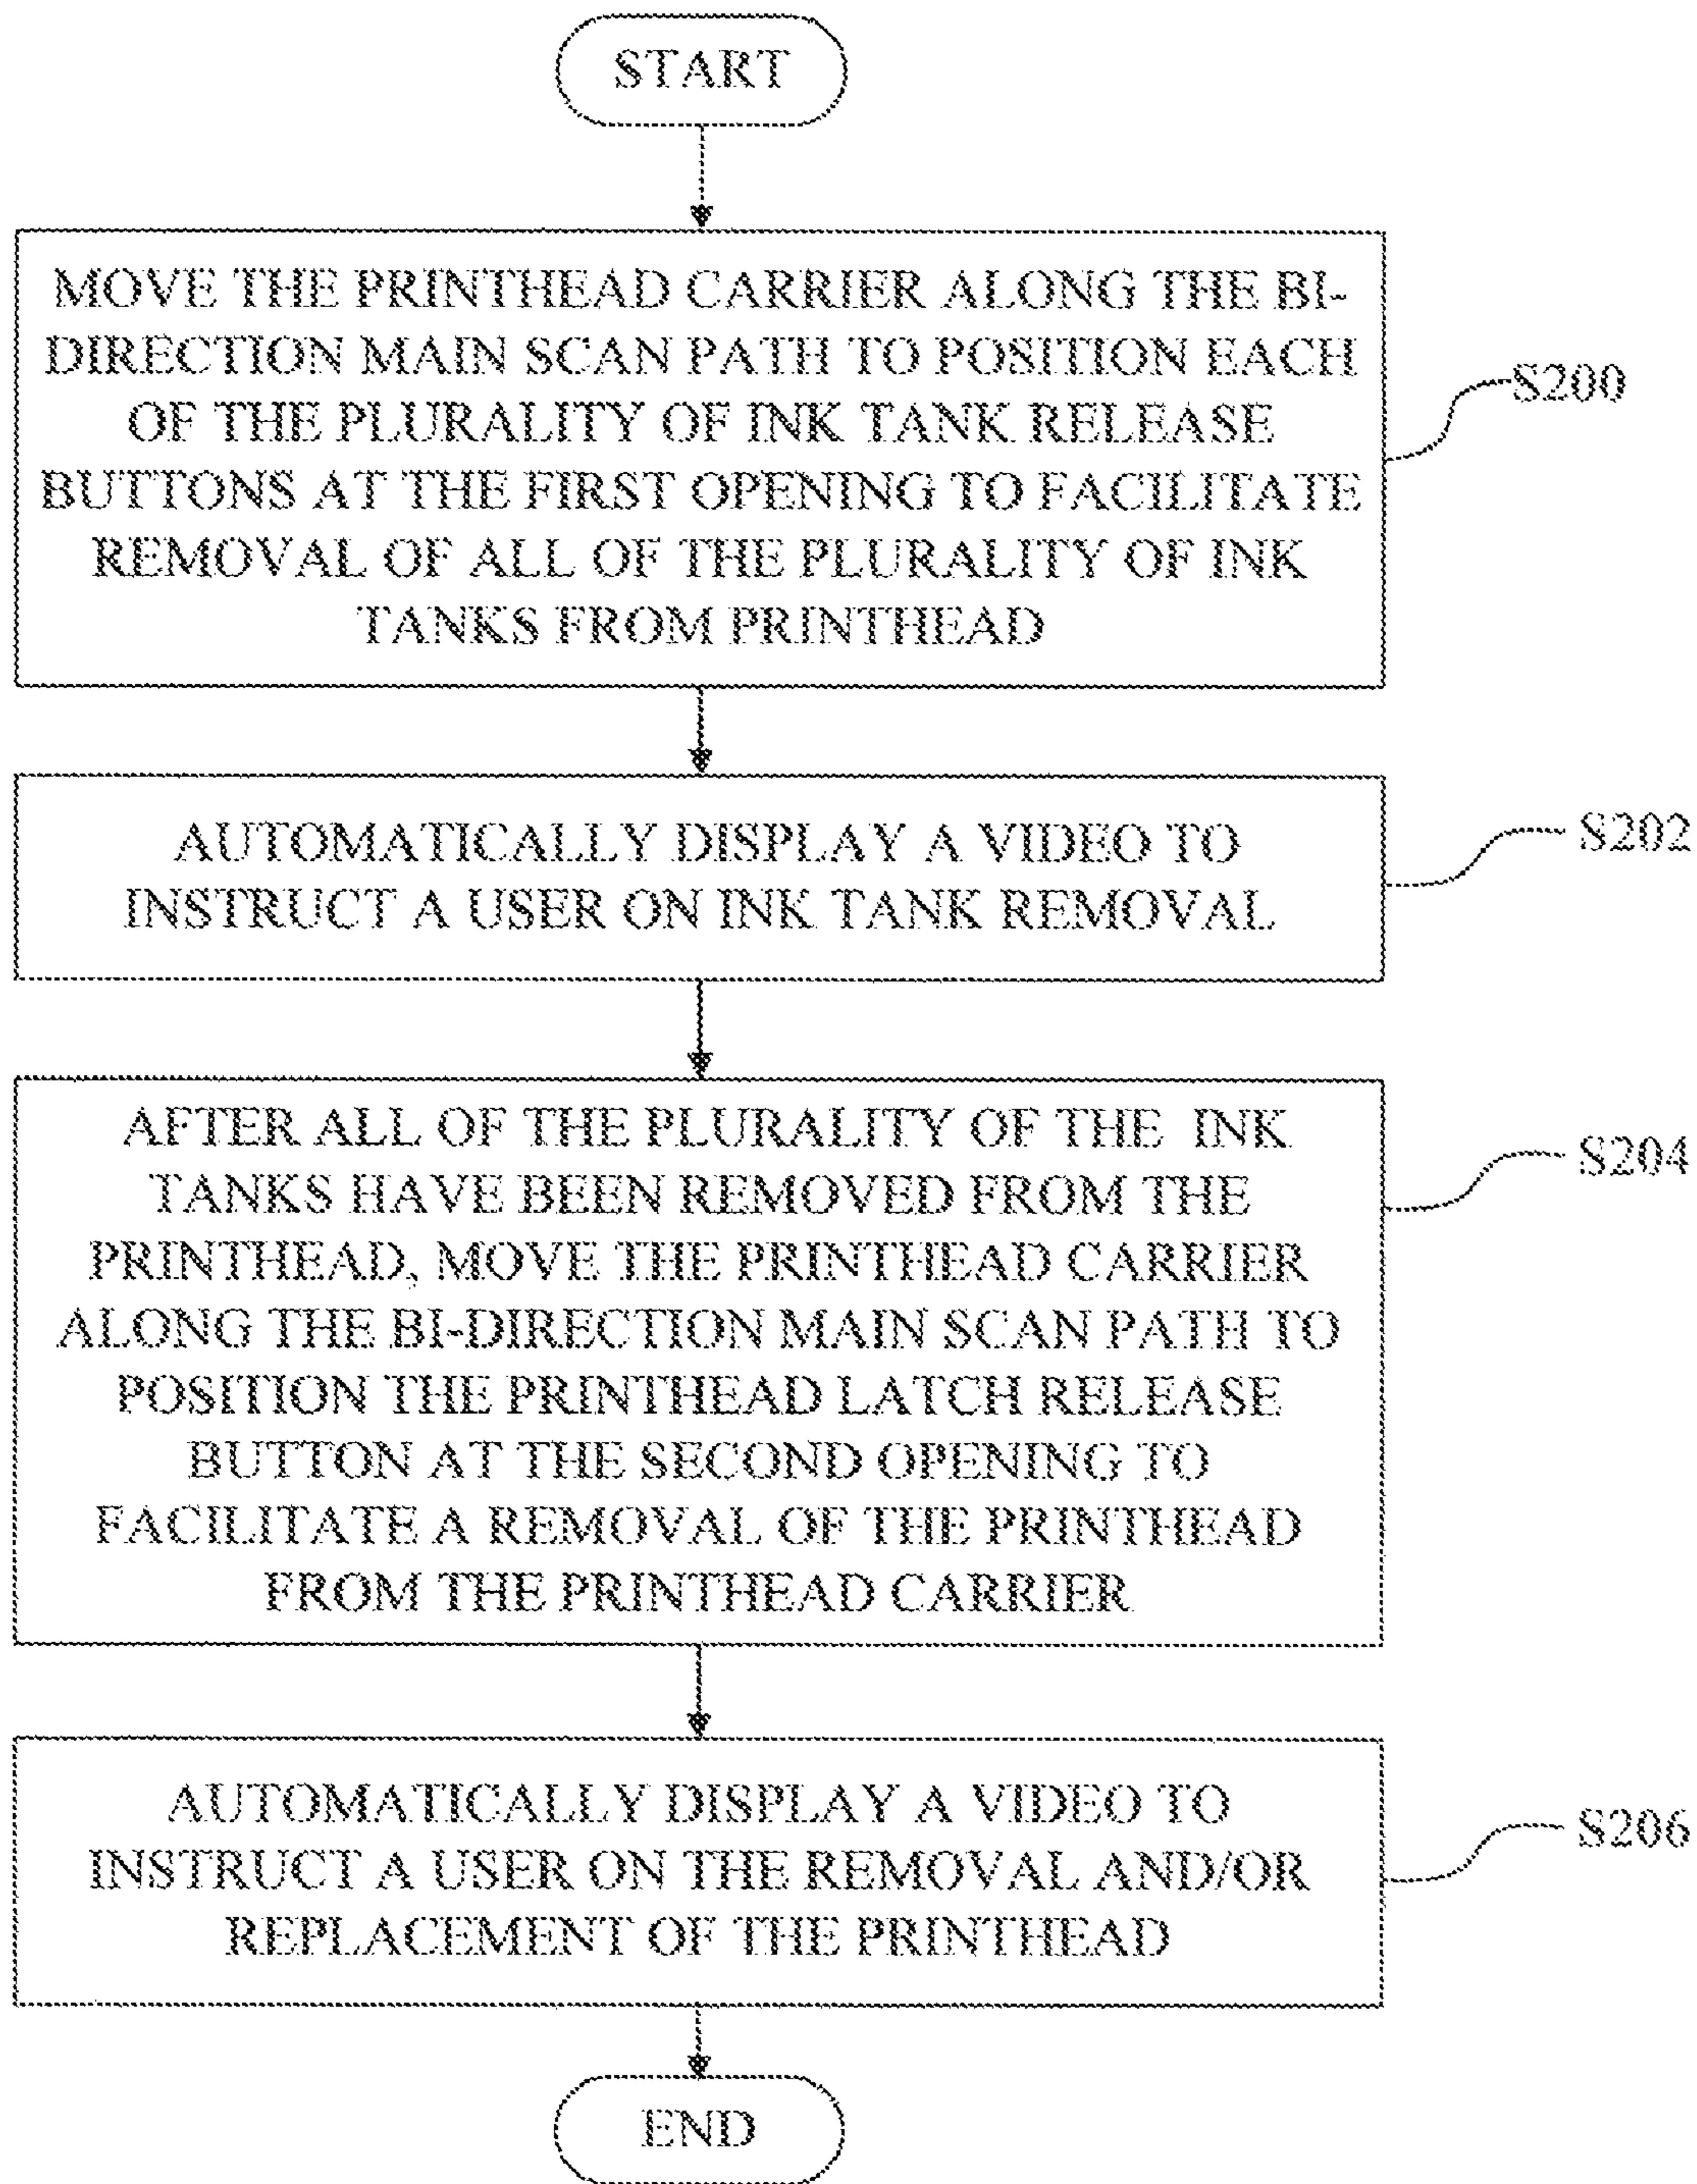 START
MOVE THE PRINTHEAD CARRIER ALONG THE BI-
DIRECTION MAIN SCAN PATH TO POSITION EACH
OF THE PLURALITY OF INK TANK RELEASE
BUTTONS AT THE FIRST OPENING TO FACILITATE
REMOVAL OF ALL OF THE PLURALITY OF INK
TANKS FROM PRINTHEAD
S200
AUTOMATICALLY DISPLAY A VIDEO TO
INSTRUCT A USER ON INK TANK REMOVAL
S202
AFTER ALL OF THE PLURALITY OF THE INK
TANKS HAVE BEEN REMOVED FROM THE
PRINTHEAD, MOVE THE PRINTHEAD CARRIER
ALONG THE BI-DIRECTION MAIN SCAN PATH TO
POSITION THE PRINTHEAD LATCH RELEASE
BUTTON AT THE SECOND OPENING TO
FACILITATE A REMOVAL OF THE PRINTHEAD
FROM THE PRINTHEAD CARRIER
S204
AUTOMATICALLY DISPLAY A VIDEO TO
INSTRUCT A USER ON THE REMOVAL AND/OR
REPLACEMENT OF THE PRINTHEAD
S206
END